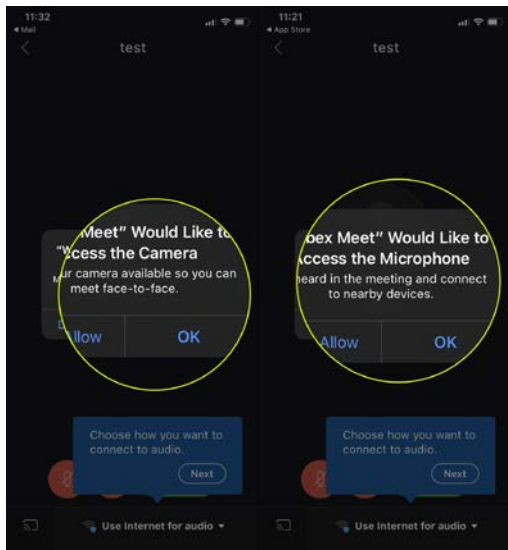 11:32
Mail
test
Meet” Would Like to
“W ccess the Camera
M ur camera available so you can
meet face-to-face.
D llow OK
Choose how you want to
connect to audio.
Next
Use Internet for audio
11:21
App Store
test
bex Meet” Would Like to
ccess the Microphone
heard in the meeting and connect
to nearby devices.
Allow OK
Choose how you want to
connect to audio.
Next
Use Internet for audio